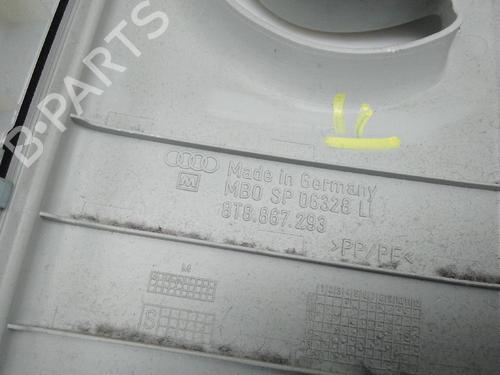 B-PARTS
Made in Germany
MBO SP 06328 LI
8T8.867.293
>PP/PE<
M
S